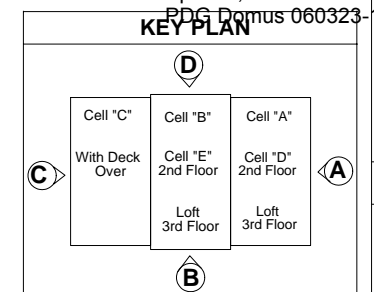 PDG Domus 060323-
KEY PLAN
D
Cell "C"
With Deck
Over
Cell "B"
Cell "E"
2nd Floor
Loft
3rd Floor
Cell "A"
Cell "D"
2nd Floor
Loft
3rd Floor
C
A
B